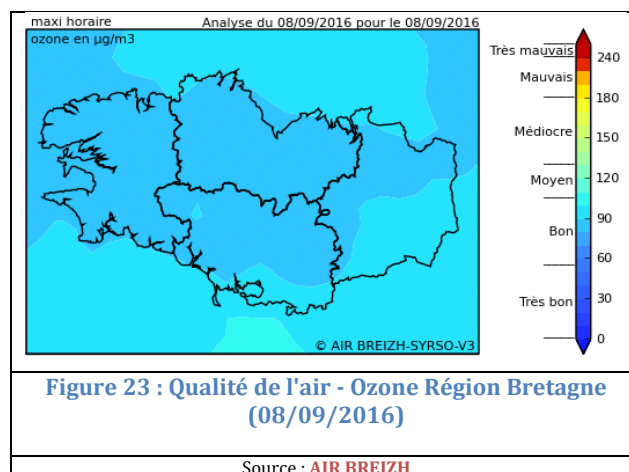 maxi horaire
Analyse du 08/09/2016 pour le 08/09/2016
ozone en µg/m3
© AIR BREIZH-SYRSO-V3
Très mauvais
Mauvais
Médiocre
Moyen
Bon
Très bon
240
180
150
120
90
60
30
0
Figure 23 : Qualité de l'air - Ozone Région Bretagne
(08/09/2016)
Source : AIR BREIZH